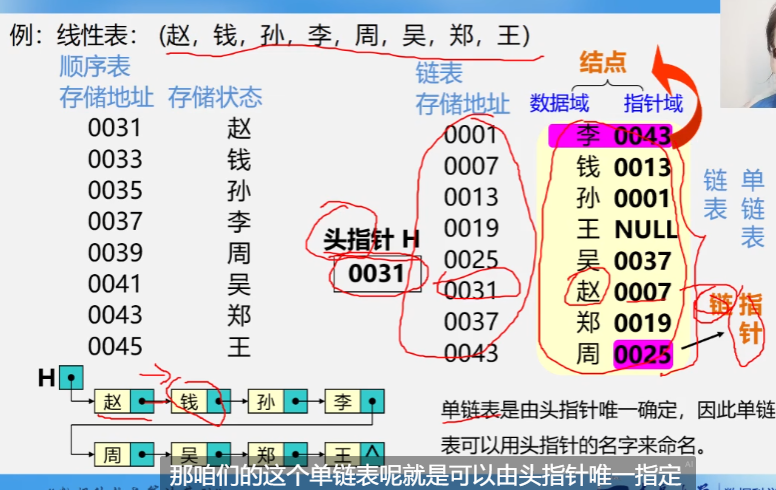 例：线性表：（赵，钱，孙，李，周，吴，郑，王）
顺序表
存储地址 存储状态
0031 赵
0033 钱
0035 孙
0037 李
0039 周
0041 吴
0043 郑
0045 王
头指针 H
0031
链表
存储地址
结点
数据域 指针域
0001 李 0043
0007 钱 0013
0013 孙 0001
0019 王 NULL
0025 吴 0037
0031 赵 0007
0037 郑 0019
0043 周 0025
链表
单链表
链
指针
H
赵 钱 孙 李
周 吴 郑 王 ∧
单链表是由头指针唯一确定，因此单链
表可以用头指针的名字来命名。
那咱们的这个单链表呢就是可以由头指针唯一指定